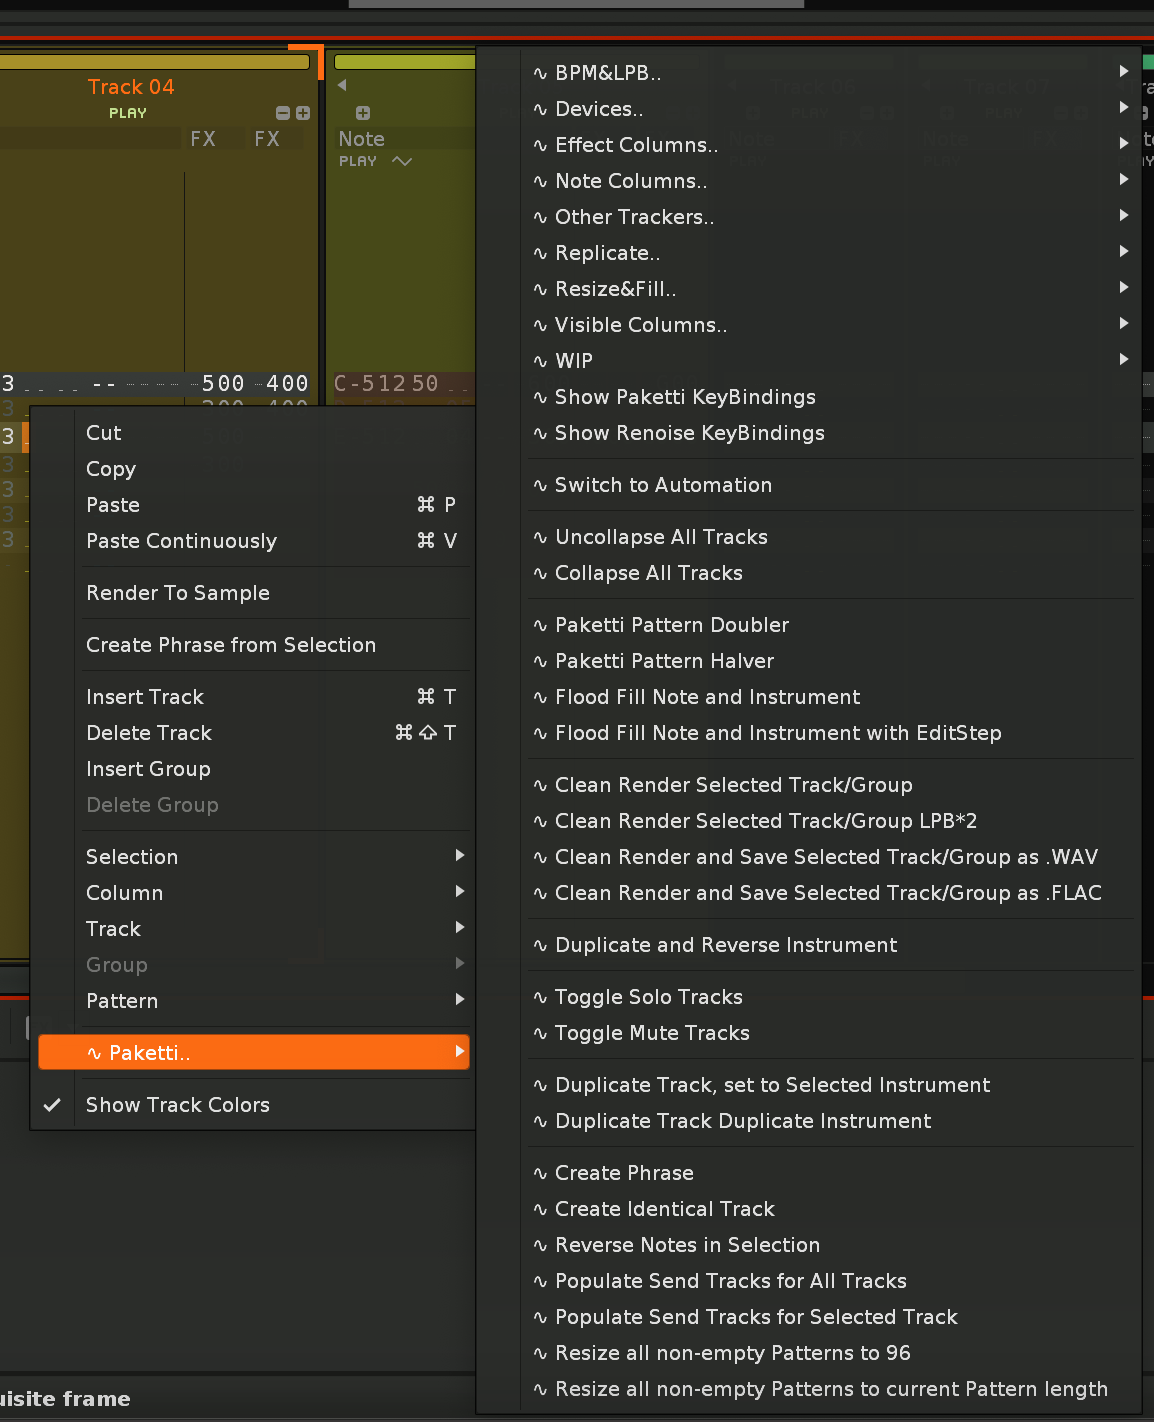 Track 04
PLAY
FX FX
Note
PLAY
3 -- 500 400
C-5 12 50
3
3
3
3
3
3
Cut
Copy
Paste ⌘ P
Paste Continuously ⌘ V
Render To Sample
Create Phrase from Selection
Insert Track ⌘ T
Delete Track ⌘ ⇧ T
Insert Group
Delete Group
Selection
Column
Track
Group
Pattern
∿ Paketti..
Show Track Colors
∿ BPM&LPB..
∿ Devices..
∿ Effect Columns..
∿ Note Columns..
∿ Other Trackers..
∿ Replicate..
∿ Resize&Fill..
∿ Visible Columns..
∿ WIP
∿ Show Paketti KeyBindings
∿ Show Renoise KeyBindings
∿ Switch to Automation
∿ Uncollapse All Tracks
∿ Collapse All Tracks
∿ Paketti Pattern Doubler
∿ Paketti Pattern Halver
∿ Flood Fill Note and Instrument
∿ Flood Fill Note and Instrument with EditStep
∿ Clean Render Selected Track/Group
∿ Clean Render Selected Track/Group LPB*2
∿ Clean Render and Save Selected Track/Group as .WAV
∿ Clean Render and Save Selected Track/Group as .FLAC
∿ Duplicate and Reverse Instrument
∿ Toggle Solo Tracks
∿ Toggle Mute Tracks
∿ Duplicate Track, set to Selected Instrument
∿ Duplicate Track Duplicate Instrument
∿ Create Phrase
∿ Create Identical Track
∿ Reverse Notes in Selection
∿ Populate Send Tracks for All Tracks
∿ Populate Send Tracks for Selected Track
∿ Resize all non-empty Patterns to 96
∿ Resize all non-empty Patterns to current Pattern length
uisite frame